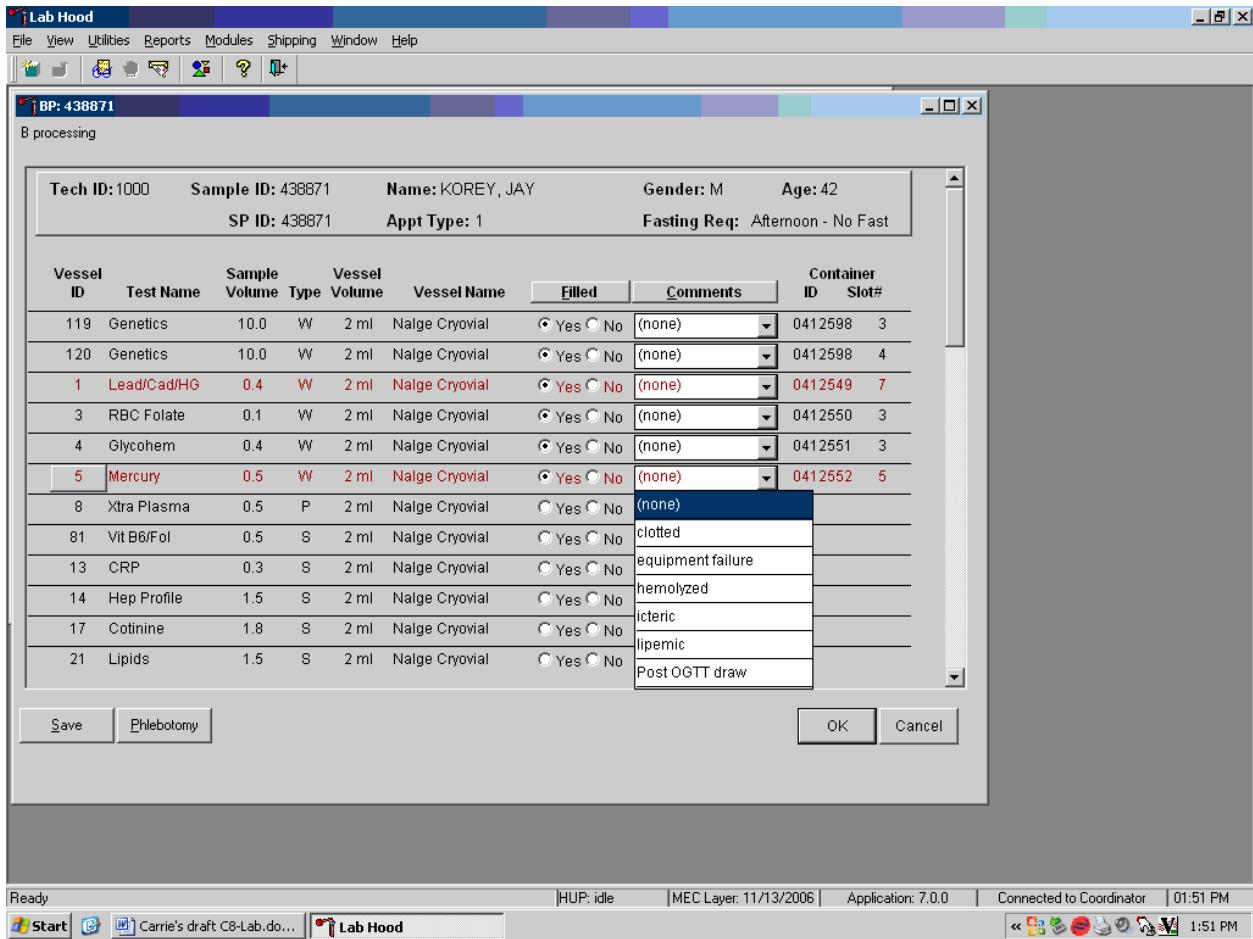 Lab Hood
File View Utilities Reports Modules Shipping Window Help
BP: 438871
B processing
Tech ID: 1000 Sample ID: 438871 Name: KOREY, JAY Gender: M Age: 42
SP ID: 438871 Appt Type: 1 Fasting Req: Afternoon - No Fast
Vessel Sample Vessel Container
ID Test Name Volume Type Volume Vessel Name Filled Comments ID Slot#
119 Genetics 10.0 W 2 ml Nalge Cryovial Yes No (none) 0412598 3
120 Genetics 10.0 W 2 ml Nalge Cryovial Yes No (none) 0412598 4
1 Lead/Cad/HG 0.4 W 2 ml Nalge Cryovial Yes No (none) 0412549 7
3 RBC Folate 0.1 W 2 ml Nalge Cryovial Yes No (none) 0412550 3
4 Glycohem 0.4 W 2 ml Nalge Cryovial Yes No (none) 0412551 3
5 Mercury 0.5 W 2 ml Nalge Cryovial Yes No (none) 0412552 5
8 Xtra Plasma 0.5 P 2 ml Nalge Cryovial Yes No (none)
81 Vit B6/Fol 0.5 S 2 ml Nalge Cryovial Yes No clotted
13 CRP 0.3 S 2 ml Nalge Cryovial Yes No equipment failure
14 Hep Profile 1.5 S 2 ml Nalge Cryovial Yes No hemolyzed
17 Cotinine 1.8 S 2 ml Nalge Cryovial Yes No icteric
lipemic
21 Lipids 1.5 S 2 ml Nalge Cryovial Yes No Post OGTT draw
Save Phlebotomy OK Cancel
Ready HUP: idle MEC Layer: 11/13/2006 Application: 7.0.0 Connected to Coordinator 01:51 PM
Start Carrie's draft C8-Lab.do... Lab Hood « 1:51 PM